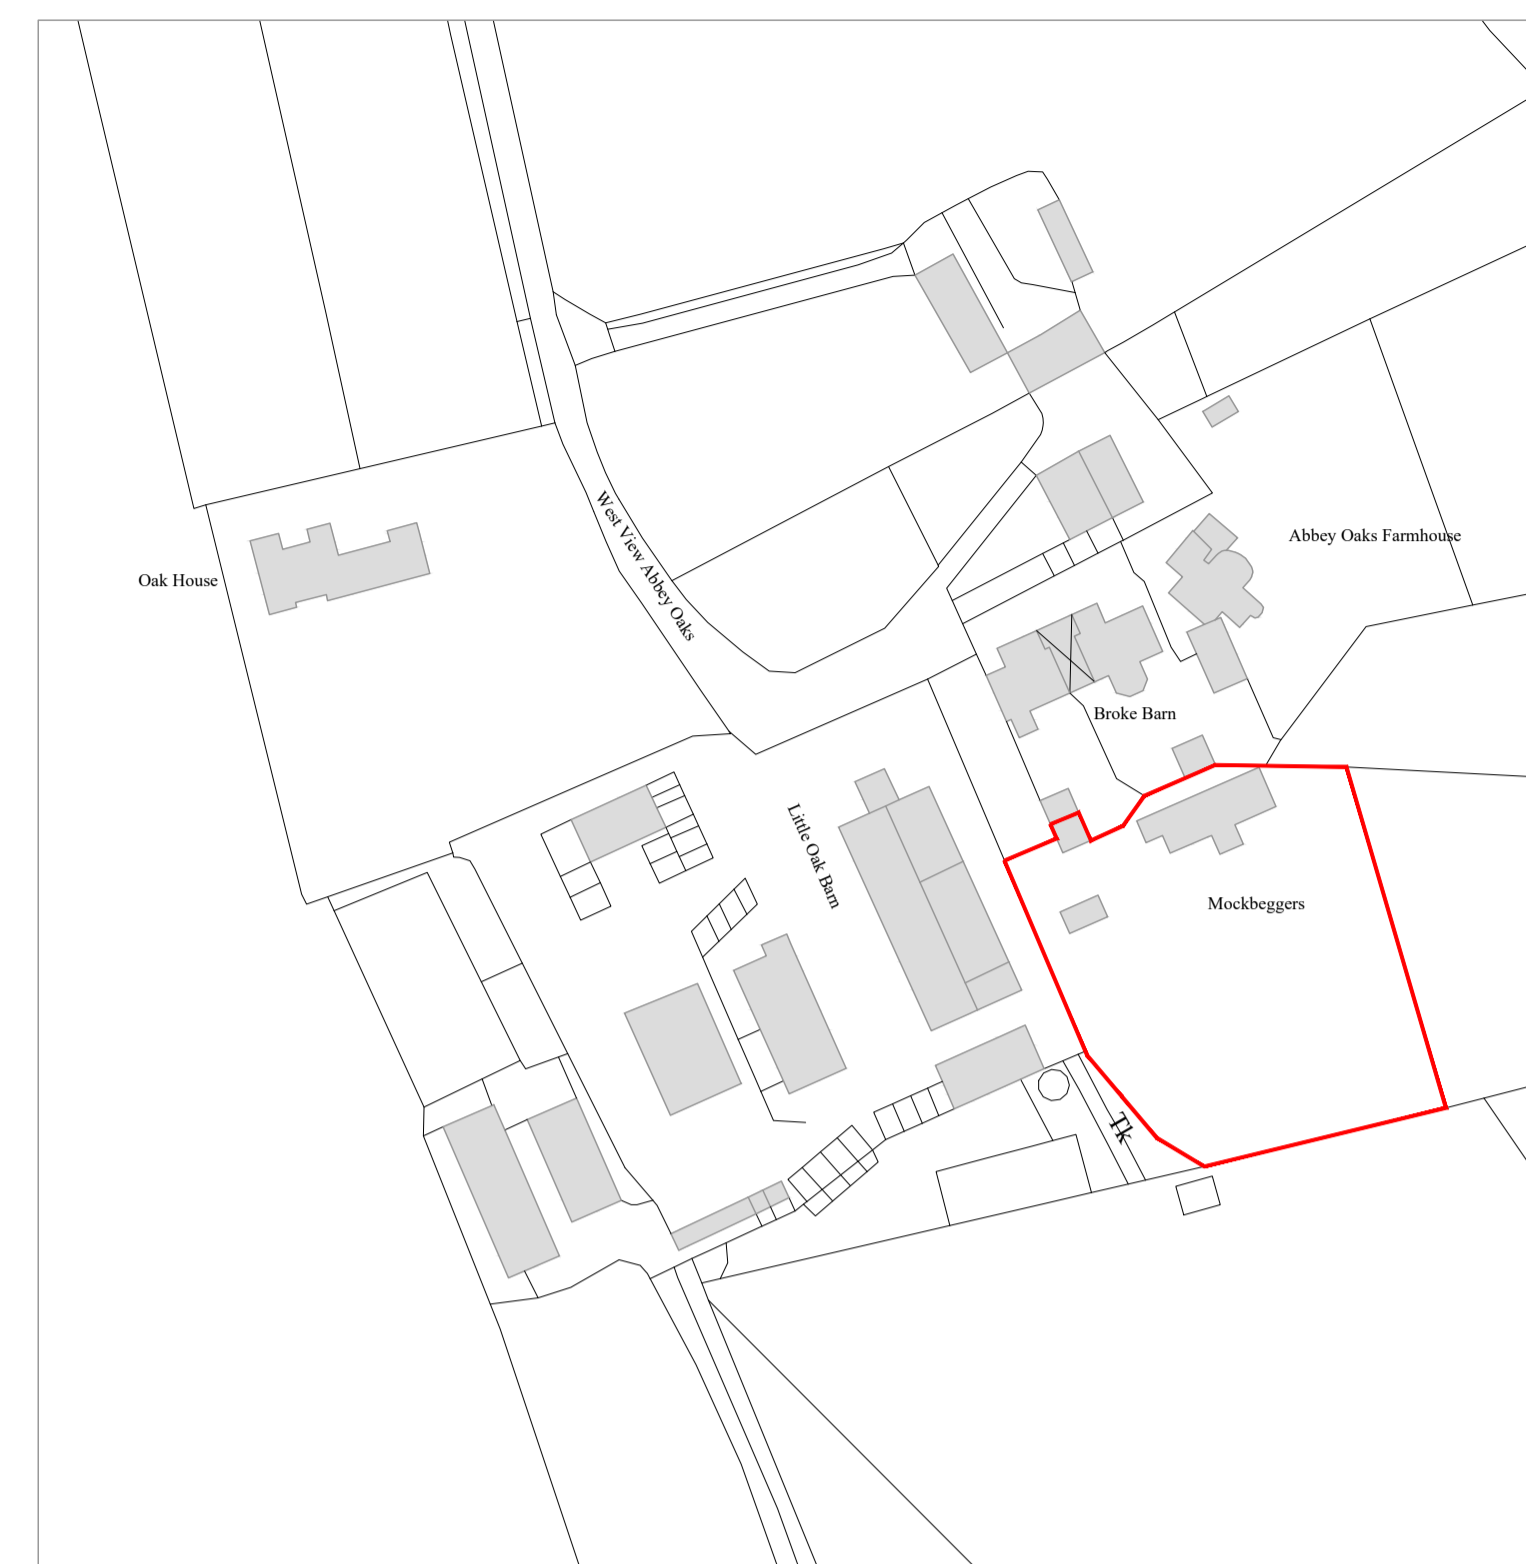 Abbey Oaks Farmhouse
Oak House
West View Abbey Oaks
Broke Barn
Little Oak Barn
Mockbeggers
Tk